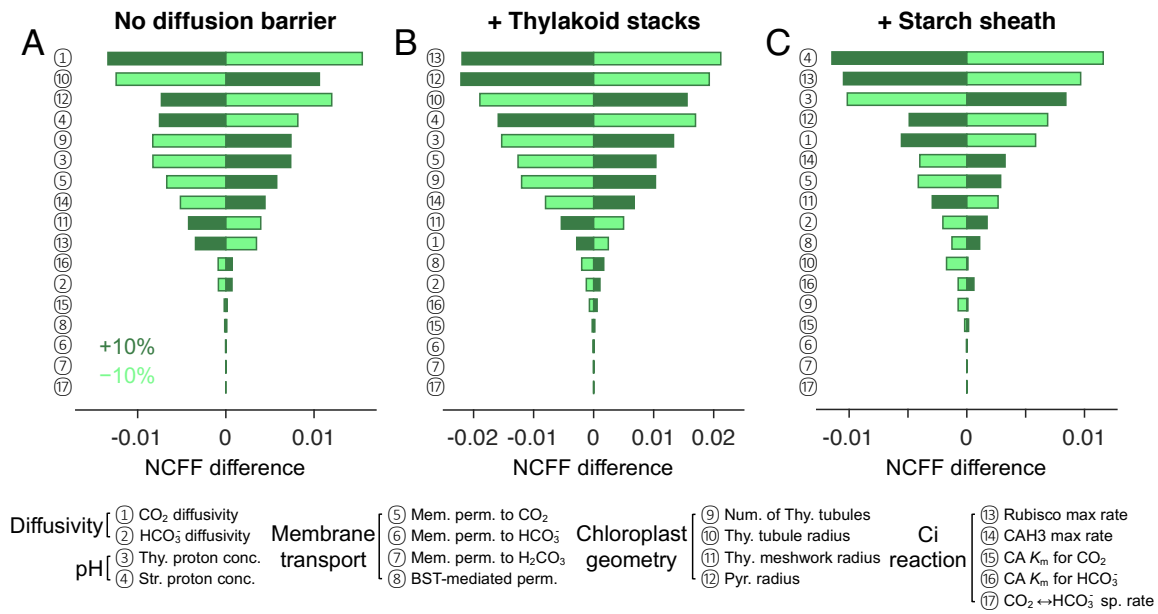 No diffusion barrier
+ Thylakoid stacks
+ Starch sheath
A
1
10
12
4
9
3
5
14
11
13
16
2
15
8
6
7
17
+10%
−10%
-0.01 0 0.01
NCFF difference
B
13
12
10
4
3
5
9
14
11
1
8
2
16
15
6
7
17
-0.02 -0.01 0 0.01 0.02
NCFF difference
C
4
13
3
12
1
14
5
11
2
8
10
16
9
15
6
7
17
-0.01 0 0.01
NCFF difference
Diffusivity
① CO₂ diffusivity
② HCO₃⁻ diffusivity
pH
③ Thy. proton conc.
④ Str. proton conc.
Membrane
transport
⑤ Mem. perm. to CO₂
⑥ Mem. perm. to HCO₃⁻
⑦ Mem. perm. to H₂CO₃
⑧ BST-mediated perm.
Chloroplast
geometry
⑨ Num. of Thy. tubules
⑩ Thy. tubule radius
⑪ Thy. meshwork radius
⑫ Pyr. radius
Ci
reaction
⑬ Rubisco max rate
⑭ CAH3 max rate
⑮ CA Kₘ for CO₂
⑯ CA Kₘ for HCO₃⁻
⑰ CO₂ ↔HCO₃⁻ sp. rate